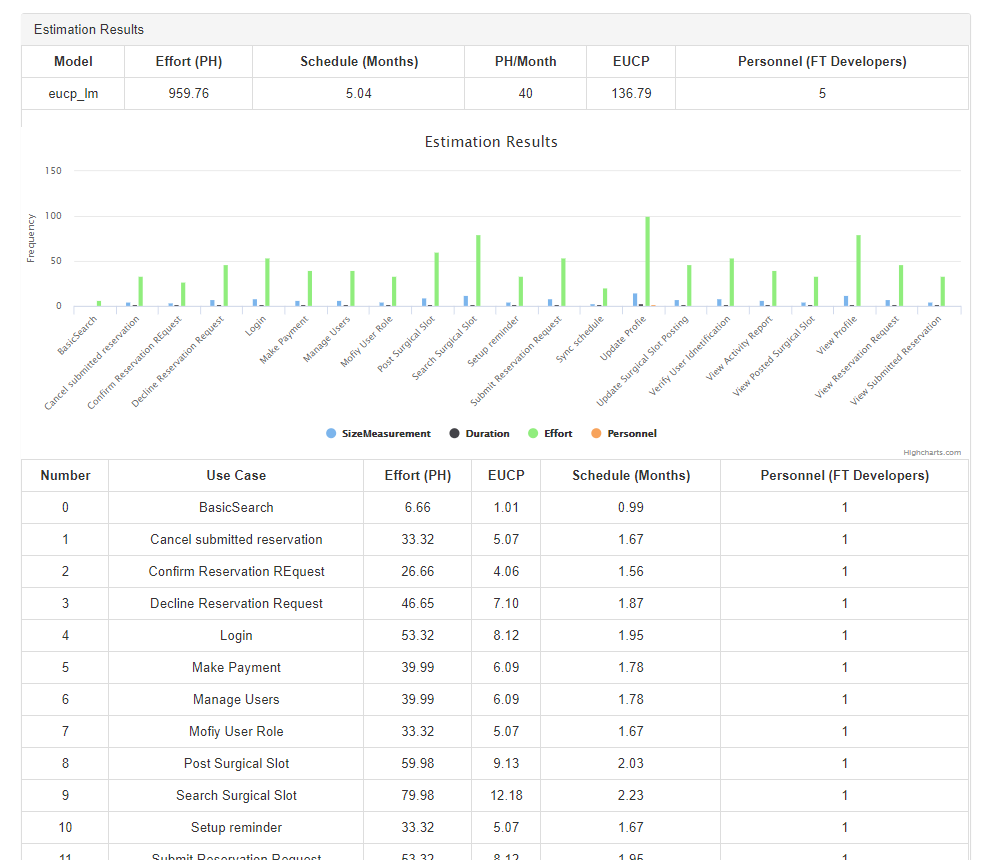 Estimation Results
Model Effort (PH) Schedule (Months) PH/Month EUCP Personnel (FT Developers)
eucp_lm 959.76 5.04 40 136.79 5
Estimation Results
150
100
50
0
Frequency
BasicSearch
Cancel submitted reservation
Confirm Reservation REquest
Decline Reservation Request
Login
Make Payment
Manage Users
Mofiy User Role
Post Surgical Slot
Search Surgical Slot
Setup reminder
Submit Reservation Request
Sync schedule
Update Profie
Update Surgical Slot Posting
Verify User Idnetification
View Activity Report
View Posted Surgical Slot
View Profile
View Reservation Request
View Submitted Reservation
SizeMeasurement Duration Effort Personnel
Highcharts.com
Number Use Case Effort (PH) EUCP Schedule (Months) Personnel (FT Developers)
0 BasicSearch 6.66 1.01 0.99 1
1 Cancel submitted reservation 33.32 5.07 1.67 1
2 Confirm Reservation REquest 26.66 4.06 1.56 1
3 Decline Reservation Request 46.65 7.10 1.87 1
4 Login 53.32 8.12 1.95 1
5 Make Payment 39.99 6.09 1.78 1
6 Manage Users 39.99 6.09 1.78 1
7 Mofiy User Role 33.32 5.07 1.67 1
8 Post Surgical Slot 59.98 9.13 2.03 1
9 Search Surgical Slot 79.98 12.18 2.23 1
10 Setup reminder 33.32 5.07 1.67 1
11 Submit Reservation Request 53.32 8.12 1.95 1